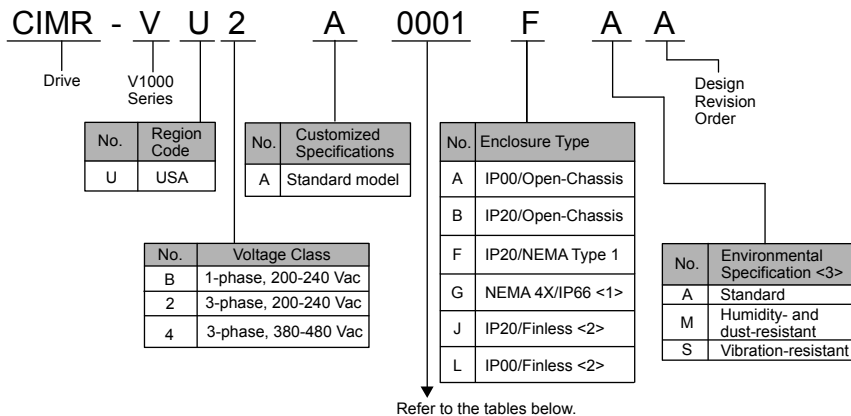 CIMR - V U 2 A 0001 F A A
Drive
V1000
Series
Design
Revision
Order
No. Region
Code
U USA
No. Customized
Specifications
A Standard model
No. Enclosure Type
A IP00/Open-Chassis
B IP20/Open-Chassis
F IP20/NEMA Type 1
G NEMA 4X/IP66 <1>
J IP20/Finless <2>
L IP00/Finless <2>
No. Voltage Class
B 1-phase, 200-240 Vac
2 3-phase, 200-240 Vac
4 3-phase, 380-480 Vac
No. Environmental
Specification <3>
A Standard
M Humidity- and
dust-resistant
S Vibration-resistant
Refer to the tables below.